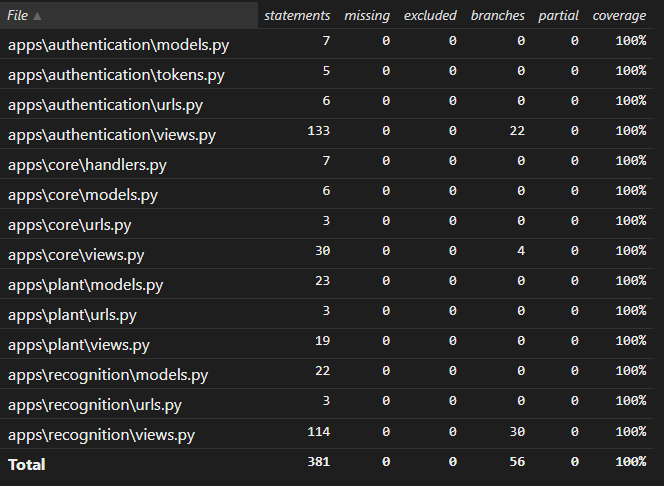 File ▲ statements missing excluded branches partial coverage
apps\authentication\models.py 7 0 0 0 0 100%
apps\authentication\tokens.py 5 0 0 0 0 100%
apps\authentication\urls.py 6 0 0 0 0 100%
apps\authentication\views.py 133 0 0 22 0 100%
apps\core\handlers.py 7 0 0 0 0 100%
apps\core\models.py 6 0 0 0 0 100%
apps\core\urls.py 3 0 0 0 0 100%
apps\core\views.py 30 0 0 4 0 100%
apps\plant\models.py 23 0 0 0 0 100%
apps\plant\urls.py 3 0 0 0 0 100%
apps\plant\views.py 19 0 0 0 0 100%
apps\recognition\models.py 22 0 0 0 0 100%
apps\recognition\urls.py 3 0 0 0 0 100%
apps\recognition\views.py 114 0 0 30 0 100%
Total 381 0 0 56 0 100%